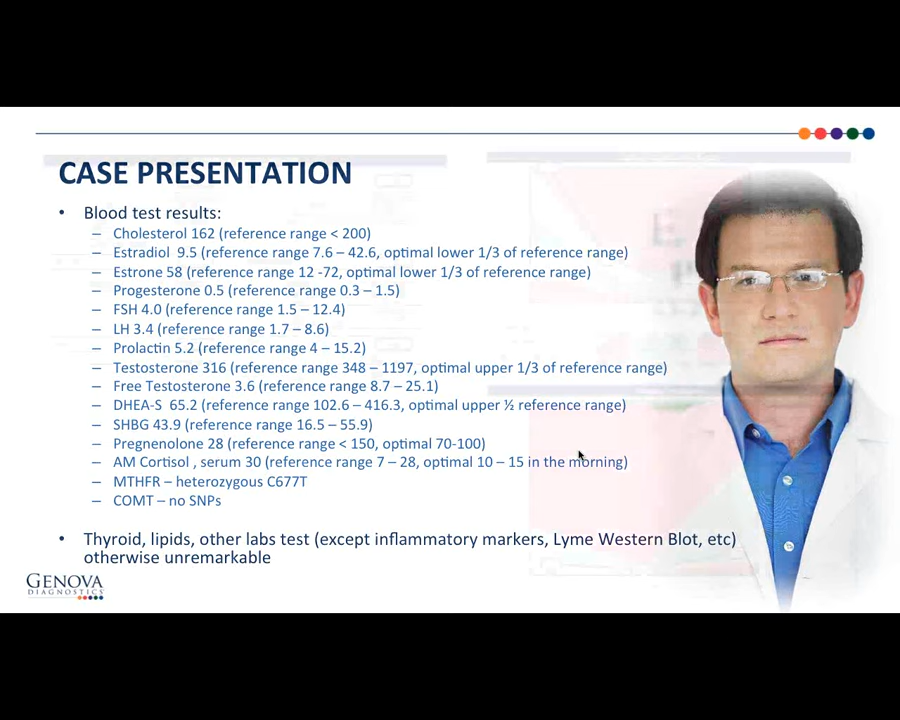 CASE PRESENTATION
• Blood test results:
– Cholesterol 162 (reference range < 200)
– Estradiol 9.5 (reference range 7.6 – 42.6, optimal lower 1/3 of reference range)
– Estrone 58 (reference range 12 -72, optimal lower 1/3 of reference range)
– Progesterone 0.5 (reference range 0.3 – 1.5)
– FSH 4.0 (reference range 1.5 – 12.4)
– LH 3.4 (reference range 1.7 – 8.6)
– Prolactin 5.2 (reference range 4 – 15.2)
– Testosterone 316 (reference range 348 – 1197, optimal upper 1/3 of reference range)
– Free Testosterone 3.6 (reference range 8.7 – 25.1)
– DHEA-S 65.2 (reference range 102.6 – 416.3, optimal upper ½ reference range)
– SHBG 43.9 (reference range 16.5 – 55.9)
– Pregnenolone 28 (reference range < 150, optimal 70-100)
– AM Cortisol , serum 30 (reference range 7 – 28, optimal 10 – 15 in the morning)
– MTHFR – heterozygous C677T
– COMT – no SNPs
• Thyroid, lipids, other labs test (except inflammatory markers, Lyme Western Blot, etc)
otherwise unremarkable
GENOVA
DIAGNOSTICS